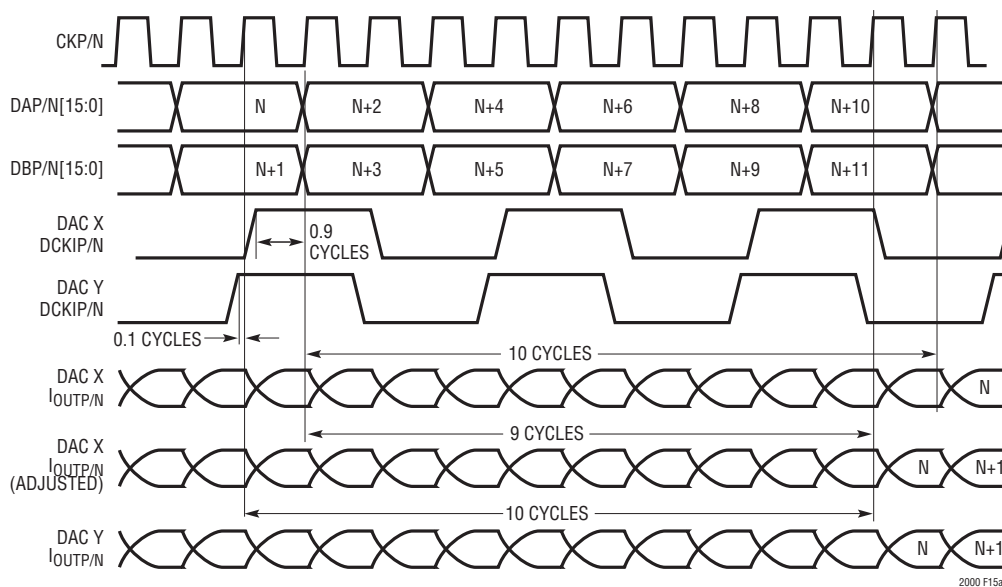 CKP/N
DAP/N[15:0]
N N+2 N+4 N+6 N+8 N+10
DBP/N[15:0]
N+1 N+3 N+5 N+7 N+9 N+11
DAC X
DCKIP/N
0.9
CYCLES
DAC Y
DCKIP/N
0.1 CYCLES
10 CYCLES
DAC X
IOUTP/N
N
9 CYCLES
DAC X
IOUTP/N
(ADJUSTED)
N N+1
10 CYCLES
DAC Y
IOUTP/N
N N+1
2000 F15a